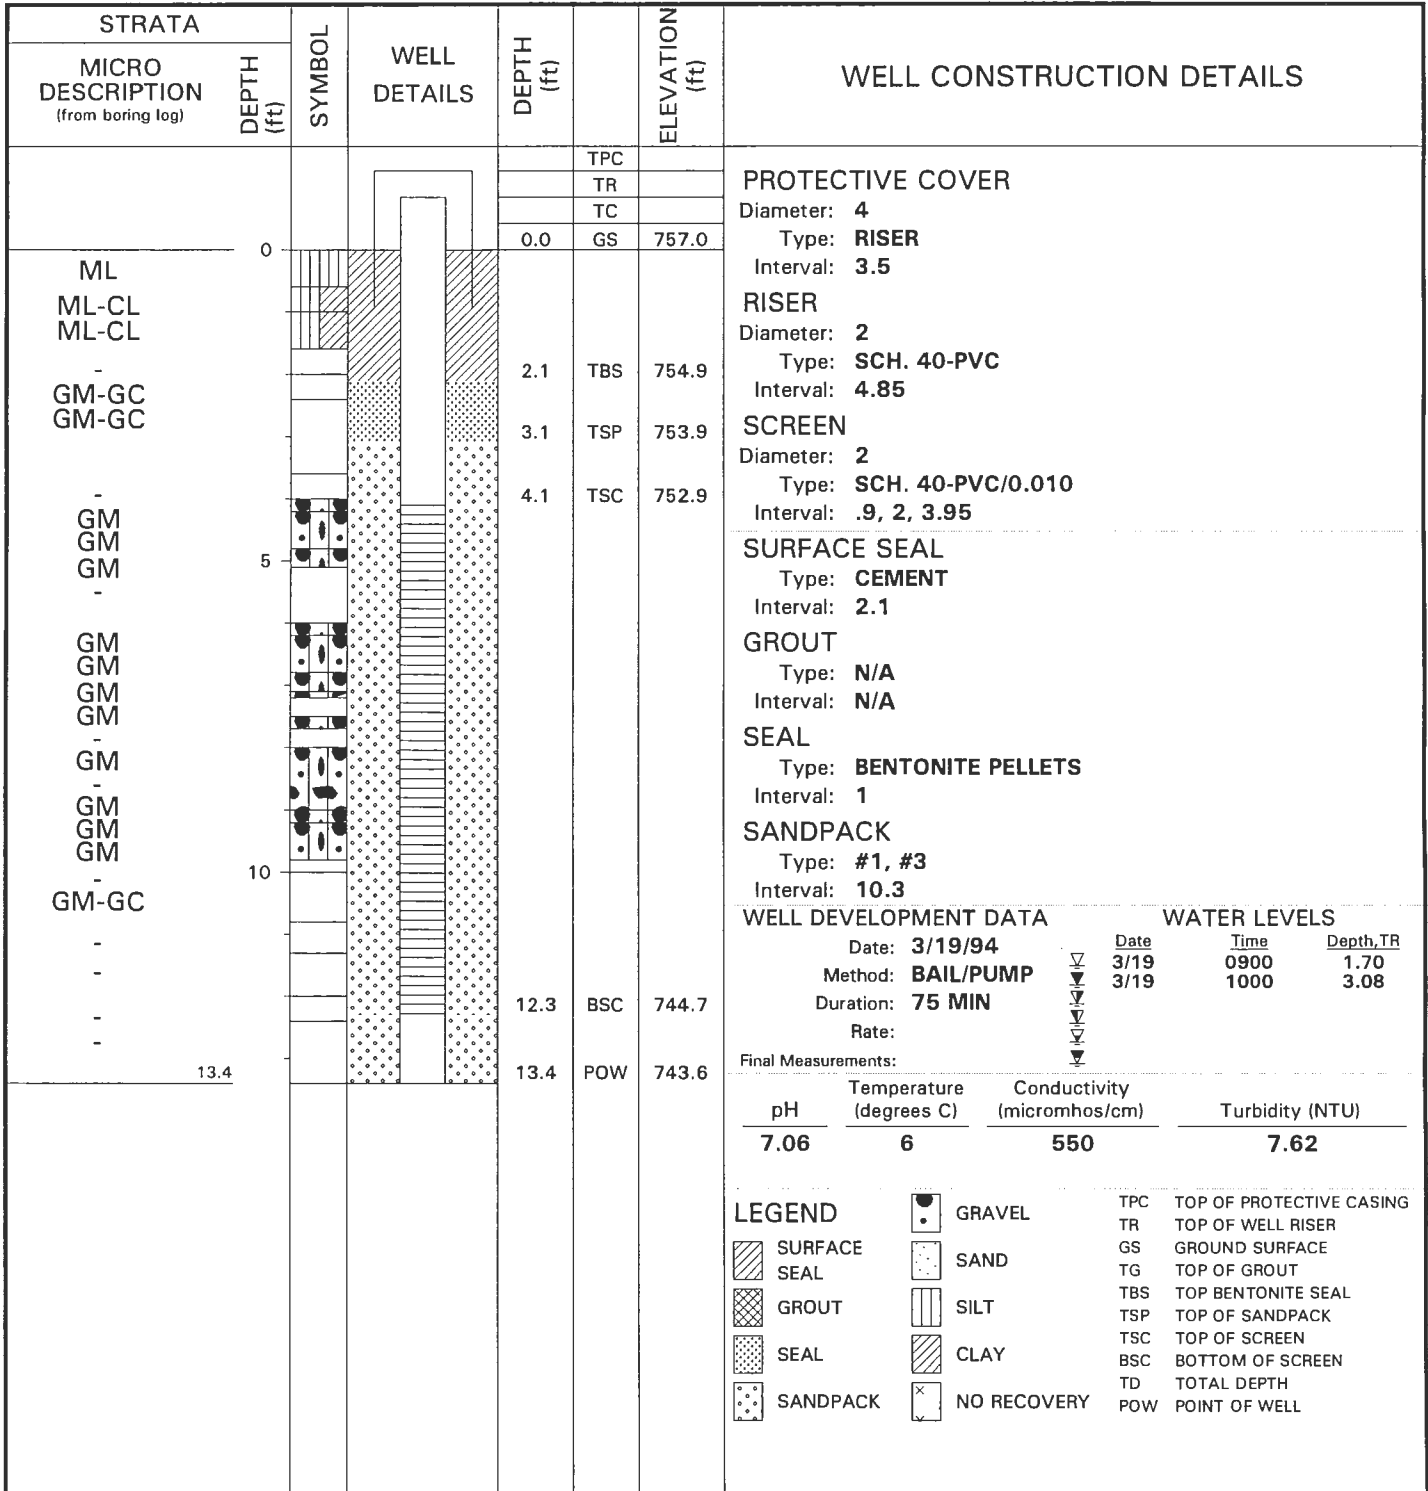 STRATA
MICRO
DESCRIPTION
(from boring log)
DEPTH
(ft)
SYMBOL
WELL
DETAILS
DEPTH
(ft)
ELEVATION
(ft)
WELL CONSTRUCTION DETAILS
TPC
TR
TC
0.0 GS 757.0
0
ML
ML-CL
ML-CL
-
2.1 TBS 754.9
GM-GC
GM-GC
3.1 TSP 753.9
-
4.1 TSC 752.9
GM
GM
5
GM
-
GM
GM
GM
GM
-
GM
-
GM
GM
GM
10
-
GM-GC
-
-
12.3 BSC 744.7
-
-
13.4
13.4 POW 743.6
PROTECTIVE COVER
Diameter: 4
Type: RISER
Interval: 3.5
RISER
Diameter: 2
Type: SCH. 40-PVC
Interval: 4.85
SCREEN
Diameter: 2
Type: SCH. 40-PVC/0.010
Interval: .9, 2, 3.95
SURFACE SEAL
Type: CEMENT
Interval: 2.1
GROUT
Type: N/A
Interval: N/A
SEAL
Type: BENTONITE PELLETS
Interval: 1
SANDPACK
Type: #1, #3
Interval: 10.3
WELL DEVELOPMENT DATA
Date: 3/19/94
Method: BAIL/PUMP
Duration: 75 MIN
Rate:
Final Measurements:
WATER LEVELS
Date Time Depth,TR
3/19 0900 1.70
3/19 1000 3.08
pH Temperature (degrees C) Conductivity (micromhos/cm) Turbidity (NTU)
7.06 6 550 7.62
LEGEND
SURFACE
SEAL
GROUT
SEAL
SANDPACK
GRAVEL
SAND
SILT
CLAY
NO RECOVERY
TPC TOP OF PROTECTIVE CASING
TR TOP OF WELL RISER
GS GROUND SURFACE
TG TOP OF GROUT
TBS TOP BENTONITE SEAL
TSP TOP OF SANDPACK
TSC TOP OF SCREEN
BSC BOTTOM OF SCREEN
TD TOTAL DEPTH
POW POINT OF WELL